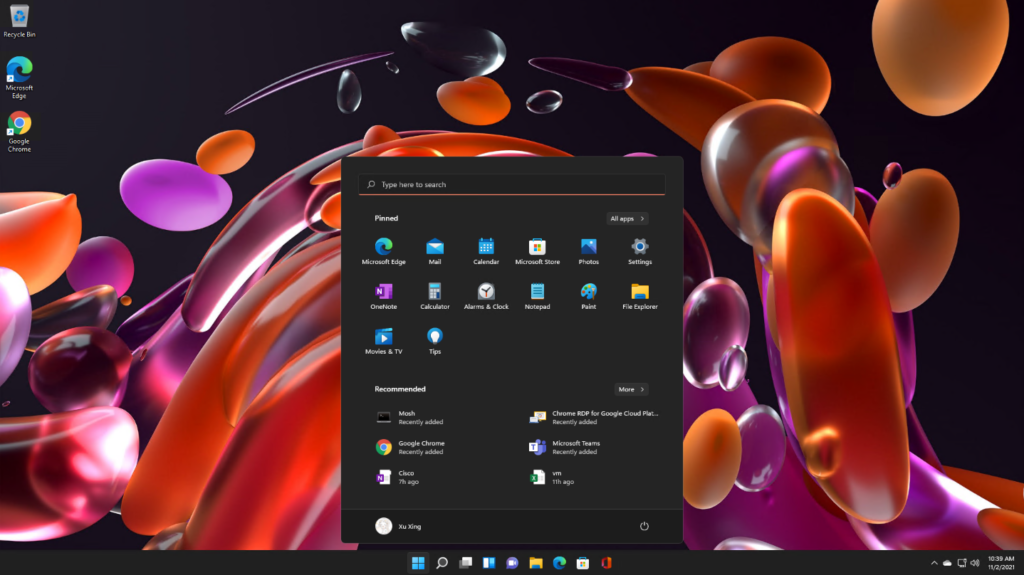 Recycle Bin
Microsoft
Edge
Google
Chrome
Type here to search
Pinned
All apps
Microsoft Edge
Mail
Calendar
Microsoft Store
Photos
Settings
OneNote
Calculator
Alarms & Clock
Notepad
Paint
File Explorer
Movies & TV
Tips
Recommended
More
Mosh
Recently added
Chrome RDP for Google Cloud Plat...
Recently added
Google Chrome
Recently added
Microsoft Teams
Recently added
Cisco
7h ago
vm
11h ago
Xu Xing
10:39 AM
11/2/2021